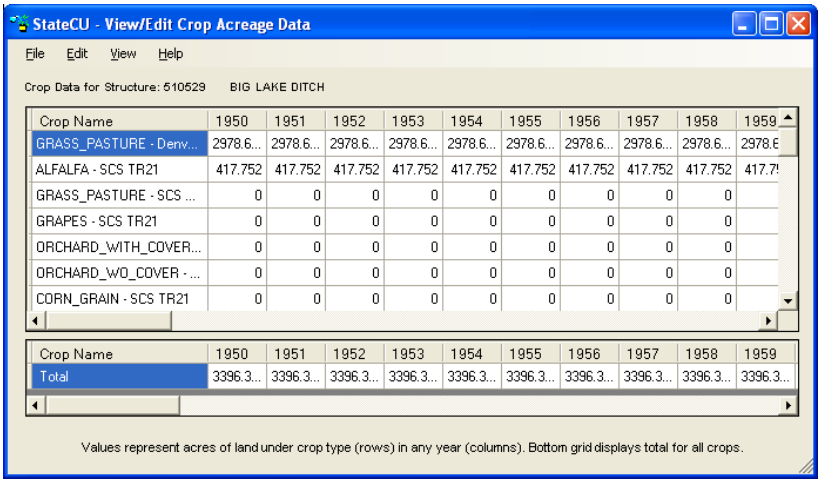 StateCU - View/Edit Crop Acreage Data
File Edit View Help
Crop Data for Structure: 510529 BIG LAKE DITCH
Crop Name 1950 1951 1952 1953 1954 1955 1956 1957 1958 1959
GRASS_PASTURE - Denv... 2978.6... 2978.6... 2978.6... 2978.6... 2978.6... 2978.6... 2978.6... 2978.6... 2978.6... 2978.6
ALFALFA - SCS TR21 417.752 417.752 417.752 417.752 417.752 417.752 417.752 417.752 417.752 417.7
GRASS_PASTURE - SCS ... 0 0 0 0 0 0 0 0 0
GRAPES - SCS TR21 0 0 0 0 0 0 0 0 0
ORCHARD_WITH_COVER... 0 0 0 0 0 0 0 0 0
ORCHARD_WO_COVER - ... 0 0 0 0 0 0 0 0 0
CORN_GRAIN - SCS TR21 0 0 0 0 0 0 0 0 0
Crop Name 1950 1951 1952 1953 1954 1955 1956 1957 1958 1959
Total 3396.3... 3396.3... 3396.3... 3396.3... 3396.3... 3396.3... 3396.3... 3396.3... 3396.3... 3396.3...
Values represent acres of land under crop type (rows) in any year (columns). Bottom grid displays total for all crops.